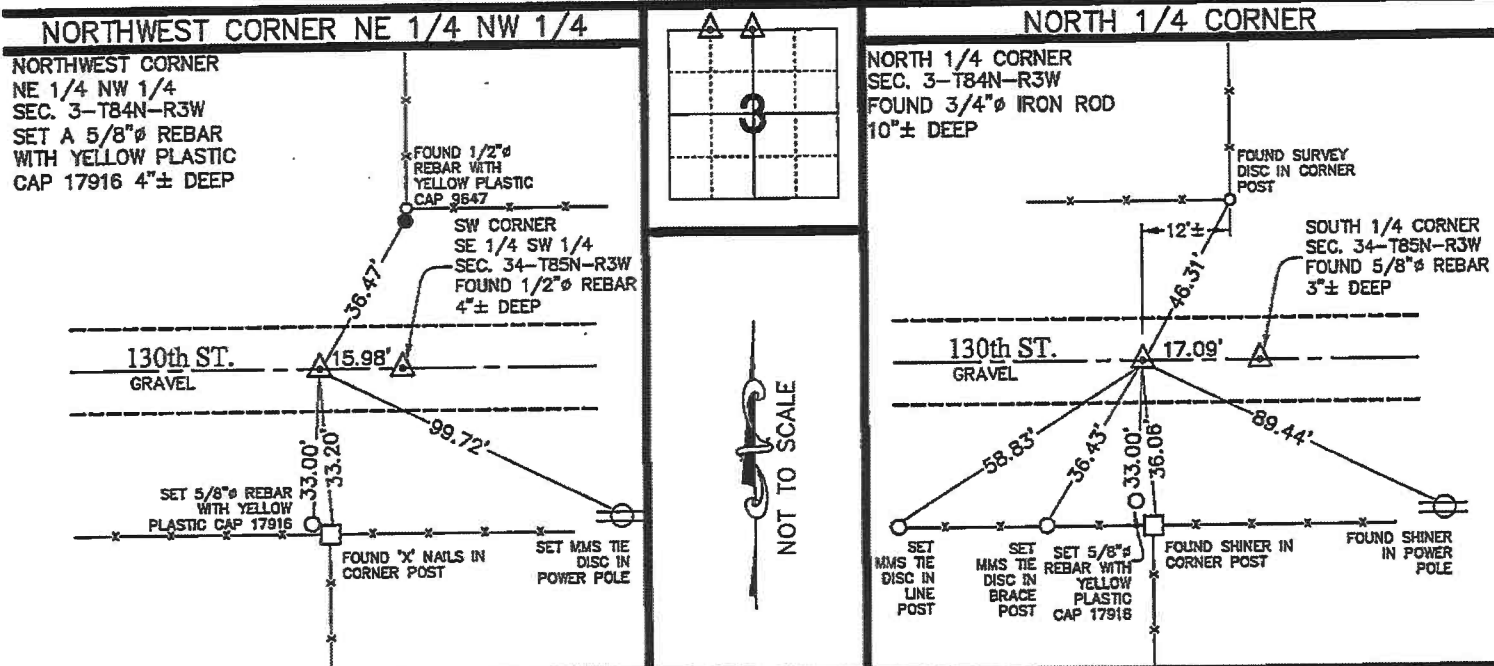 NORTHWEST CORNER NE 1/4 NW 1/4
NORTHWEST CORNER
NE 1/4 NW 1/4
SEC. 3-T84N-R3W
SET A 5/8"ø REBAR
WITH YELLOW PLASTIC
CAP 17916 4"± DEEP
FOUND 1/2"ø
REBAR WITH
YELLOW PLASTIC
CAP 9647
SW CORNER
SE 1/4 SW 1/4
SEC. 34-T85N-R3W
FOUND 1/2"ø REBAR
4"± DEEP
36.47'
130th ST.
GRAVEL
15.98'
99.72'
33.00'
33.20'
SET 5/8"ø REBAR
WITH YELLOW
PLASTIC CAP 17916
FOUND 'X' NAILS IN
CORNER POST
SET MMS TIE
DISC IN
POWER POLE
3
NOT TO SCALE
NORTH 1/4 CORNER
NORTH 1/4 CORNER
SEC. 3-T84N-R3W
FOUND 3/4"ø IRON ROD
10"± DEEP
FOUND SURVEY
DISC IN CORNER
POST
12'±
46.31'
SOUTH 1/4 CORNER
SEC. 34-T85N-R3W
FOUND 5/8"ø REBAR
3"± DEEP
130th ST.
GRAVEL
17.09'
58.83'
36.43'
33.00'
36.06'
89.44'
SET
MMS TIE
DISC IN
LINE
POST
SET
MMS TIE
DISC IN
BRACE
POST
SET 5/8"ø
REBAR WITH
YELLOW
PLASTIC
CAP 17916
FOUND SHINER IN
CORNER POST
FOUND SHINER
IN POWER
POLE